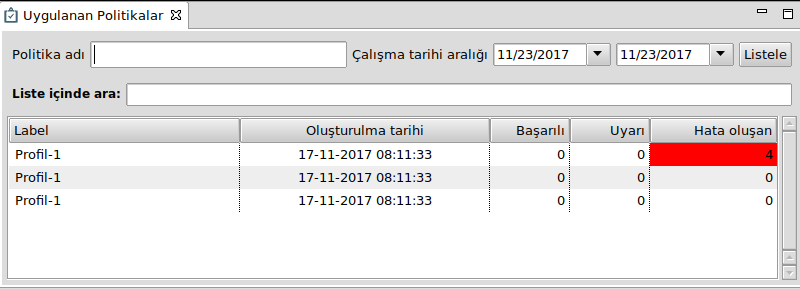 Uygulanan Politikalar
Politika adı Çalışma tarihi aralığı 11/23/2017 11/23/2017 Listele
Liste içinde ara:
Label Oluşturulma tarihi Başarılı Uyarı Hata oluşan
Profil-1 17-11-2017 08:11:33 0 0 4
Profil-1 17-11-2017 08:11:33 0 0 0
Profil-1 17-11-2017 08:11:33 0 0 0